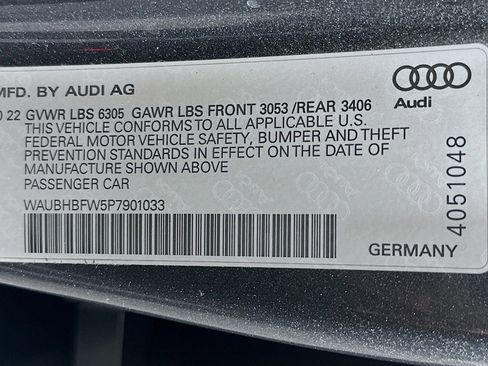 MFD. BY AUDI AG
22 GVWR LBS 6305 GAWR LBS FRONT 3053 /REAR 3406
THIS VEHICLE CONFORMS TO ALL APPLICABLE U.S.
FEDERAL MOTOR VEHICLE SAFETY, BUMPER AND THEFT
PREVENTION STANDARDS IN EFFECT ON THE DATE OF
MANUFACTURE SHOWN ABOVE
PASSENGER CAR
WAUBHBFW5P7901033
Audi
4051048
GERMANY